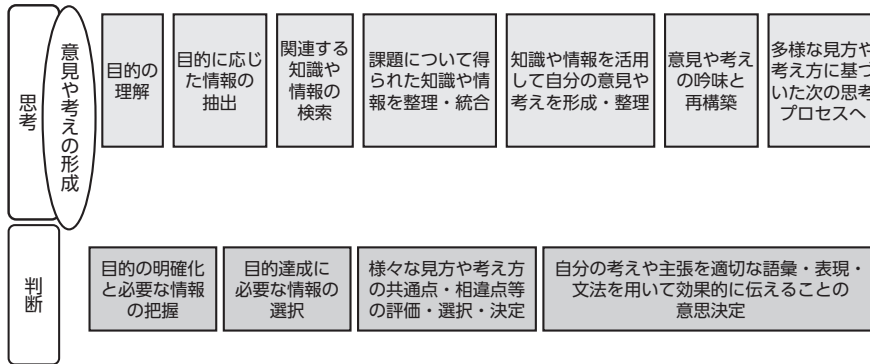 思考
意見や考えの形成
目的の
理解
目的に応じ
た情報の
抽出
関連する
知識や
情報の
検索
課題について得
られた知識や情
報を整理・統合
知識や情報を活用
して自分の意見や
考えを形成・整理
意見や考え
の吟味と
再構築
多様な見方や
考え方に基づ
いた次の思考
プロセスへ
判断
目的の明確化
と必要な情報
の把握
目的達成に
必要な情報の
選択
様々な見方や考え方
の共通点・相違点等
の評価・選択・決定
自分の考えや主張を適切な語彙・表現・
文法を用いて効果的に伝えることの
意思決定